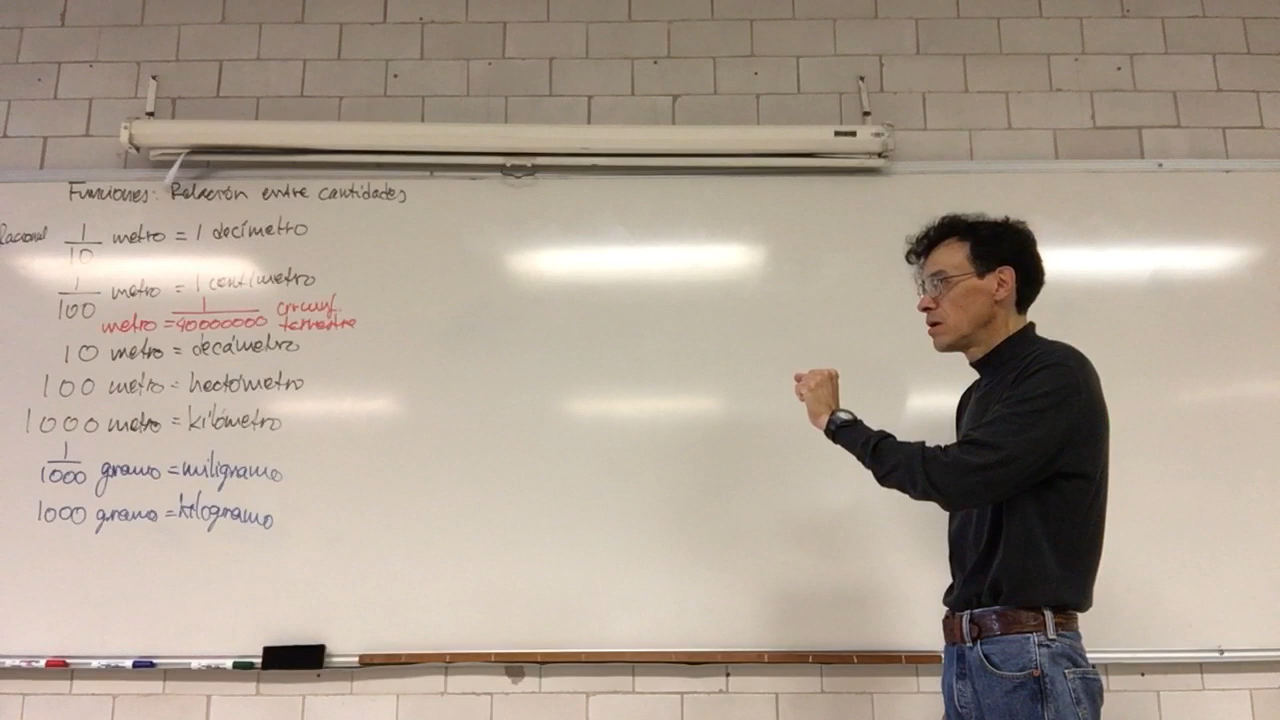 Funciones: Relación entre cantidades
lacional 1/10 metro = 1 decímetro
1/100 metro = 1 centímetro
metro = 1/40000000 circunf. terrestre
10 metro = decámetro
100 metro = hectómetro
1000 metro = kilómetro
1/1000 gramo = miligramo
1000 gramo = kilogramo